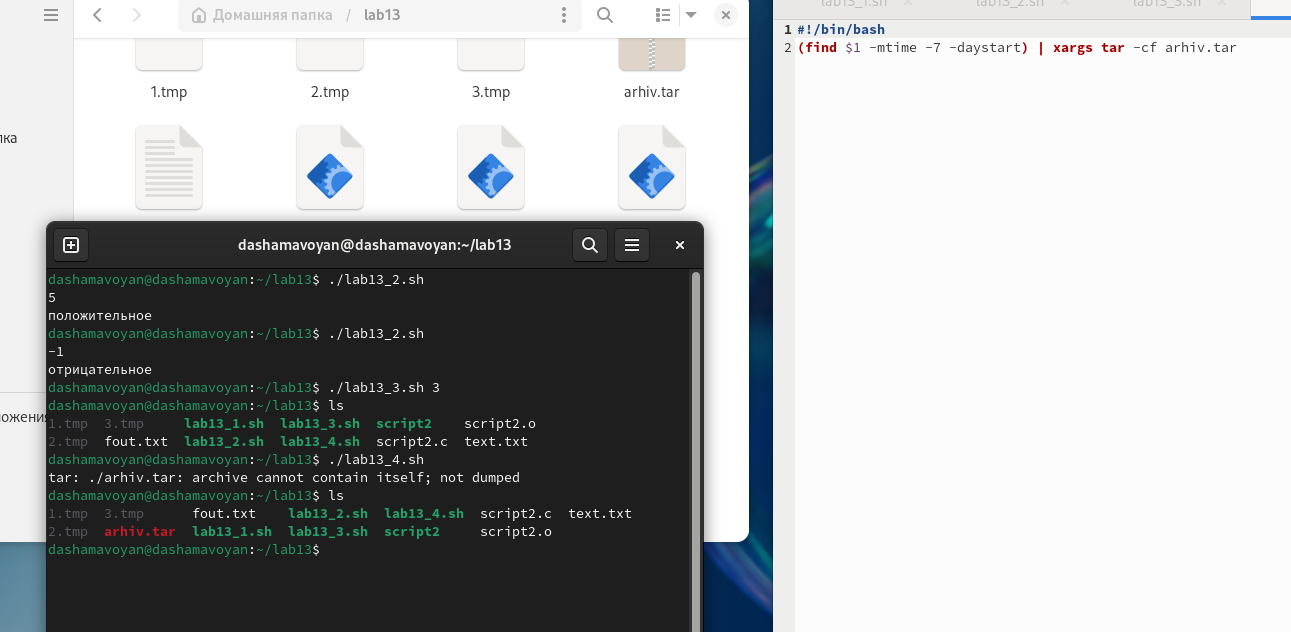 Домашняя папка / lab13
1.tmp 2.tmp 3.tmp arhiv.tar
пка
ложения
dashamavoyan@dashamavoyan:~/lab13
dashamavoyan@dashamavoyan:~/lab13$ ./lab13_2.sh
5
положительное
dashamavoyan@dashamavoyan:~/lab13$ ./lab13_2.sh
-1
отрицательное
dashamavoyan@dashamavoyan:~/lab13$ ./lab13_3.sh 3
dashamavoyan@dashamavoyan:~/lab13$ ls
1.tmp 3.tmp lab13_1.sh lab13_3.sh script2 script2.o
2.tmp fout.txt lab13_2.sh lab13_4.sh script2.c text.txt
dashamavoyan@dashamavoyan:~/lab13$ ./lab13_4.sh
tar: ./arhiv.tar: archive cannot contain itself; not dumped
dashamavoyan@dashamavoyan:~/lab13$ ls
1.tmp 3.tmp fout.txt lab13_2.sh lab13_4.sh script2.c text.txt
2.tmp arhiv.tar lab13_1.sh lab13_3.sh script2 script2.o
dashamavoyan@dashamavoyan:~/lab13$
lab13_1.sh lab13_2.sh lab13_3.sh
1 #!/bin/bash
2 (find $1 -mtime -7 -daystart) | xargs tar -cf arhiv.tar